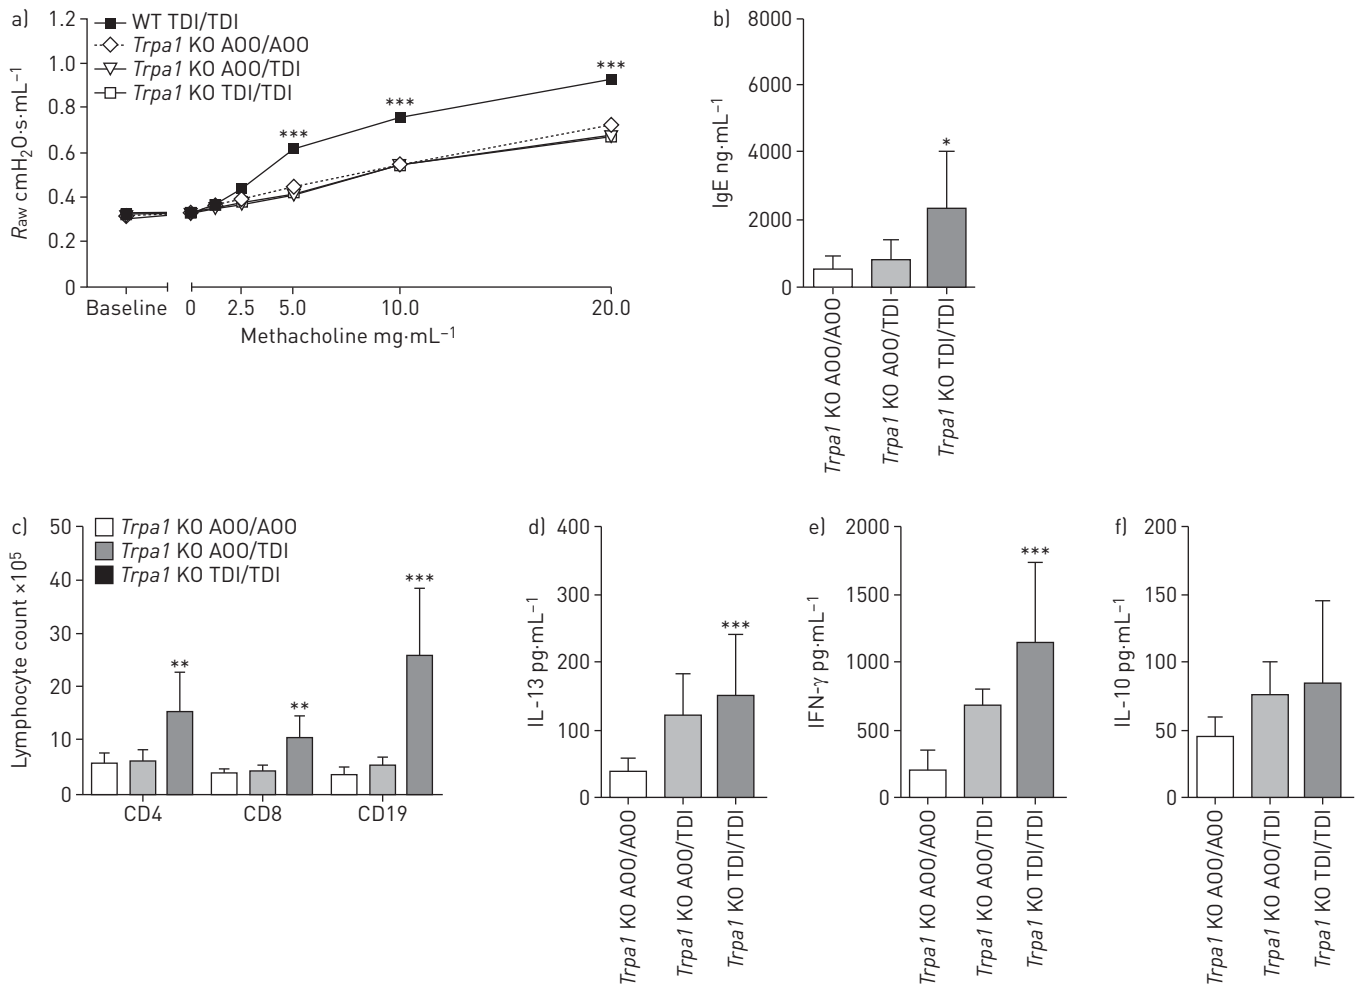 a)
1.2
1.0
0.8
0.6
0.4
0.2
0
Raw cmH2O·s·mL–1
WT TDI/TDI
Trpa1 KO AOO/AOO
Trpa1 KO AOO/TDI
Trpa1 KO TDI/TDI
***
***
***
Baseline 0 2.5 5.0 10.0 20.0
Methacholine mg·mL–1
b)
8000
6000
4000
2000
0
IgE ng·mL–1
*
Trpa1 KO AOO/AOO
Trpa1 KO AOO/TDI
Trpa1 KO TDI/TDI
c)
50
40
30
20
10
0
Lymphocyte count ×105
Trpa1 KO AOO/AOO
Trpa1 KO AOO/TDI
Trpa1 KO TDI/TDI
**
**
***
CD4 CD8 CD19
d)
400
300
200
100
0
IL-13 pg·mL–1
***
Trpa1 KO AOO/AOO
Trpa1 KO AOO/TDI
Trpa1 KO TDI/TDI
e)
2000
1500
1000
500
0
IFN-γ pg·mL–1
***
Trpa1 KO AOO/AOO
Trpa1 KO AOO/TDI
Trpa1 KO TDI/TDI
f)
200
150
100
50
0
IL-10 pg·mL–1
Trpa1 KO AOO/AOO
Trpa1 KO AOO/TDI
Trpa1 KO TDI/TDI